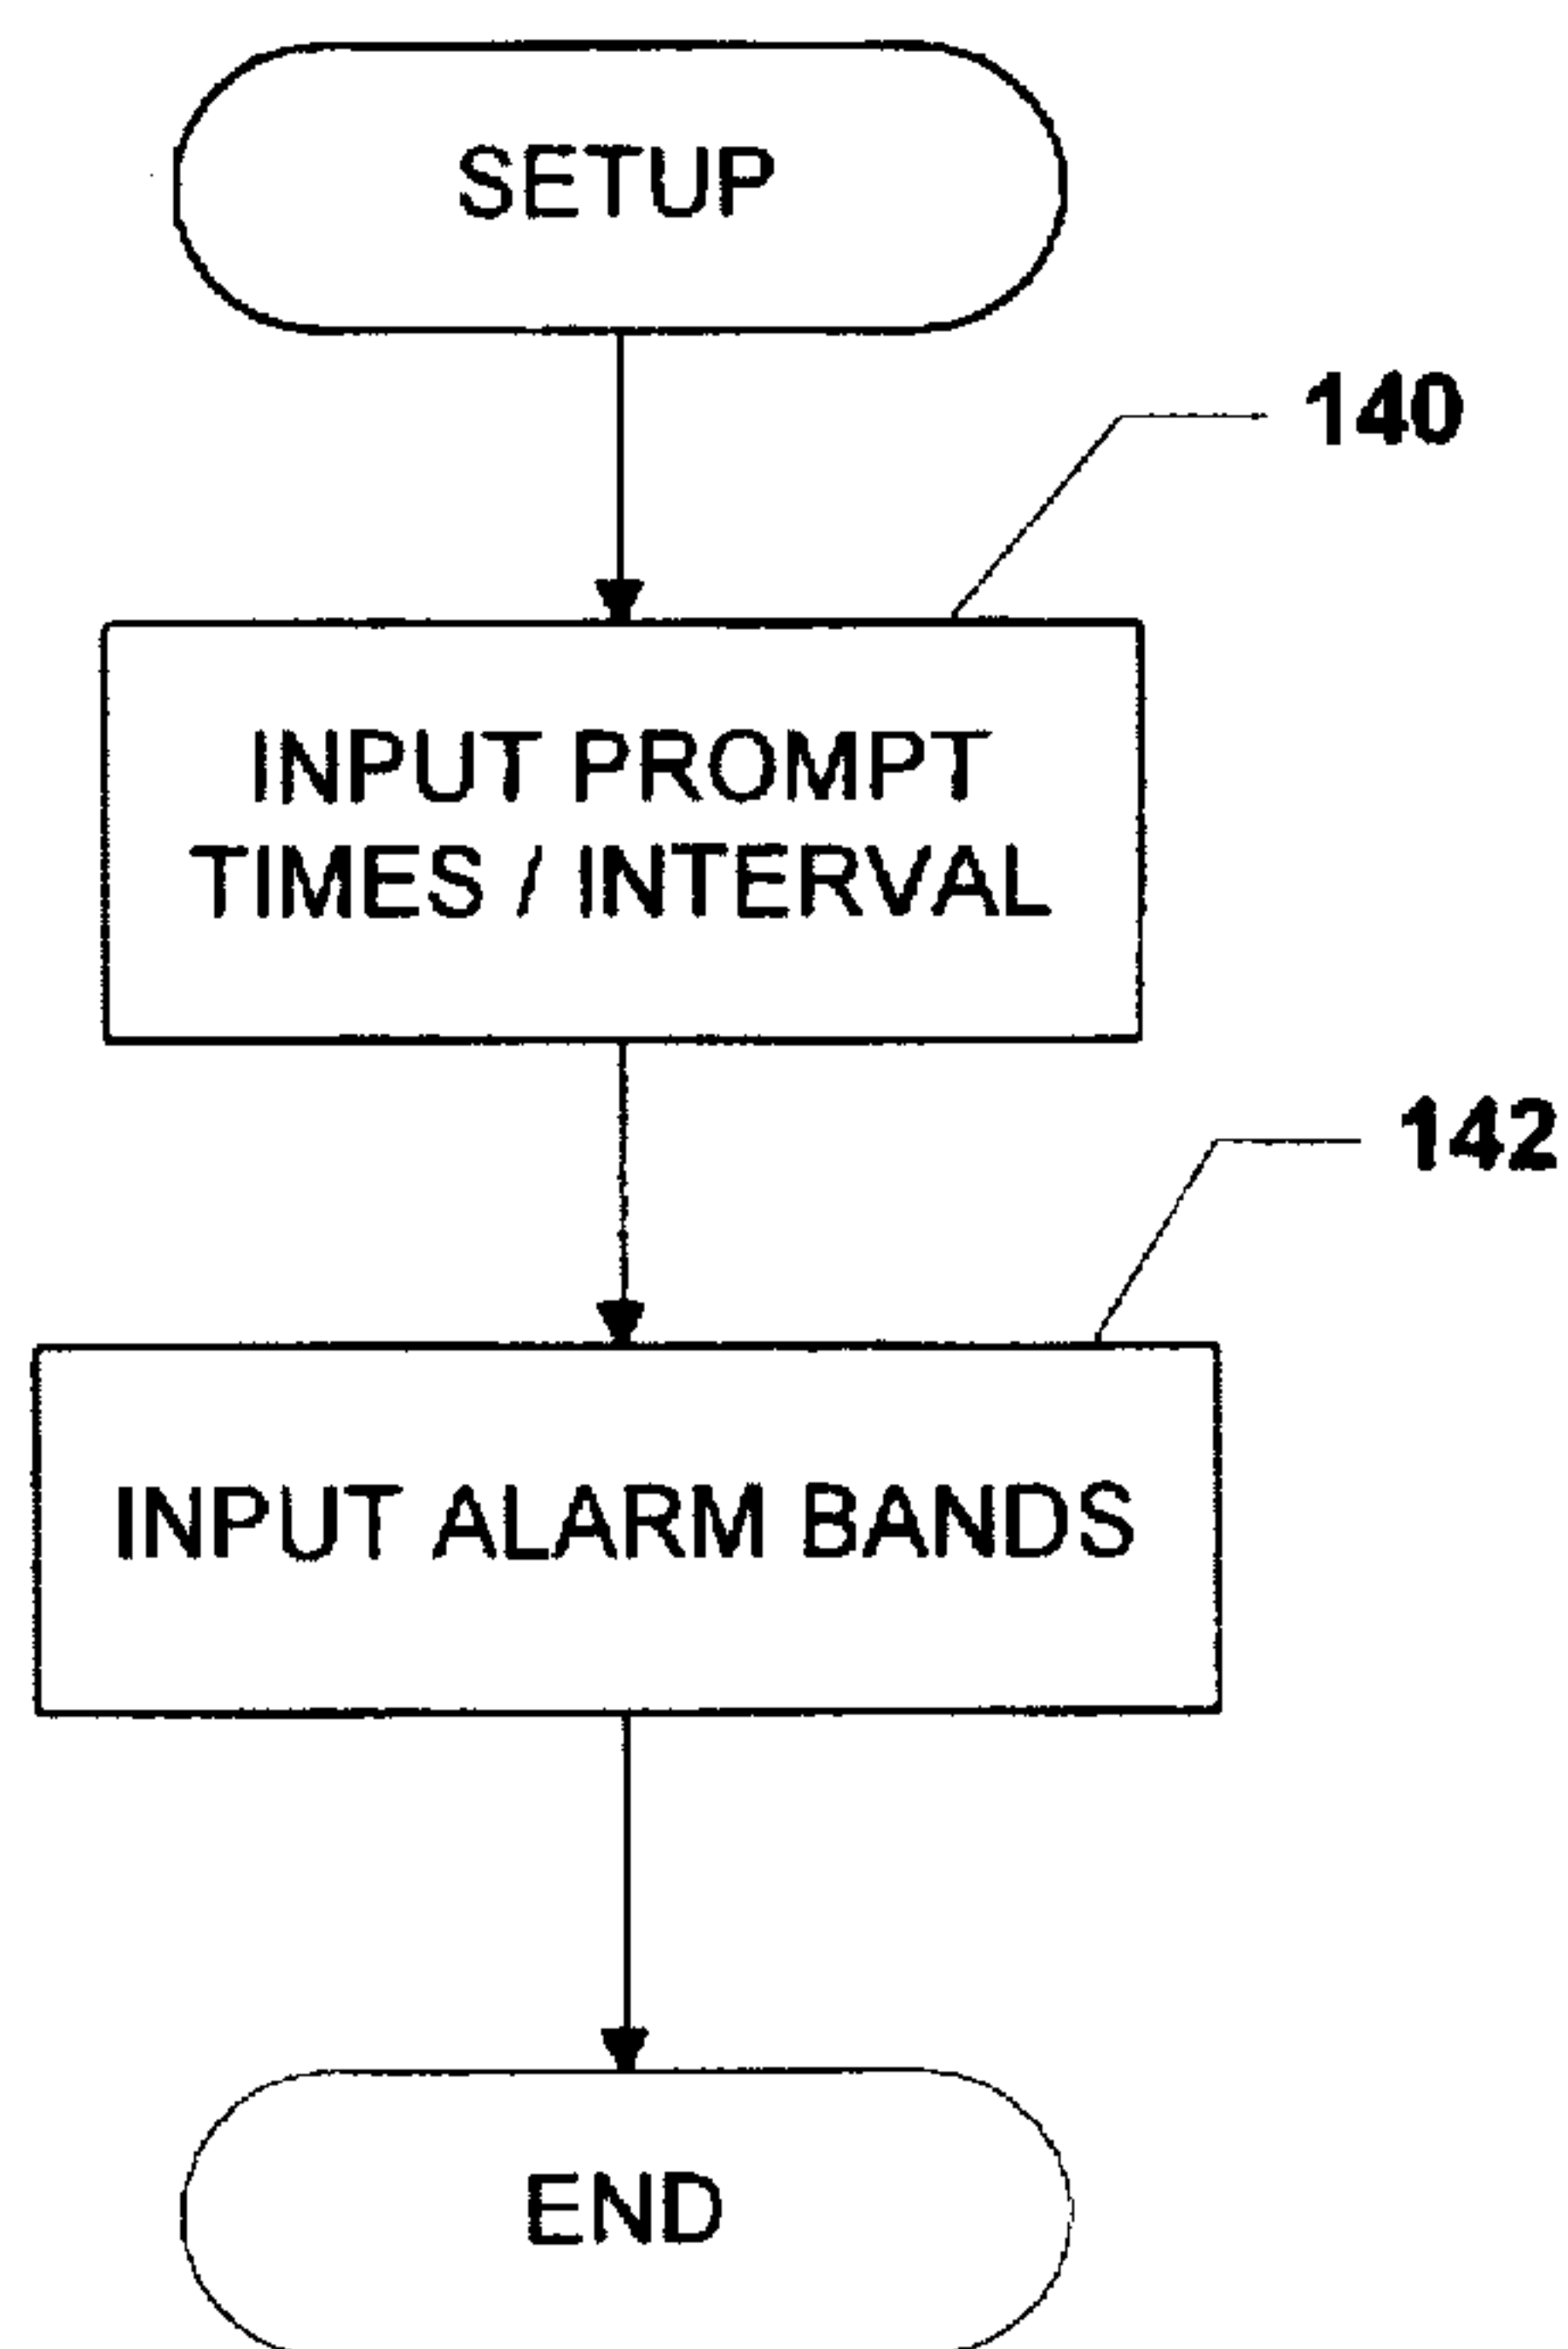 SETUP
140
INPUT PROMPT
TIMES / INTERVAL
142
INPUT ALARM BANDS
END